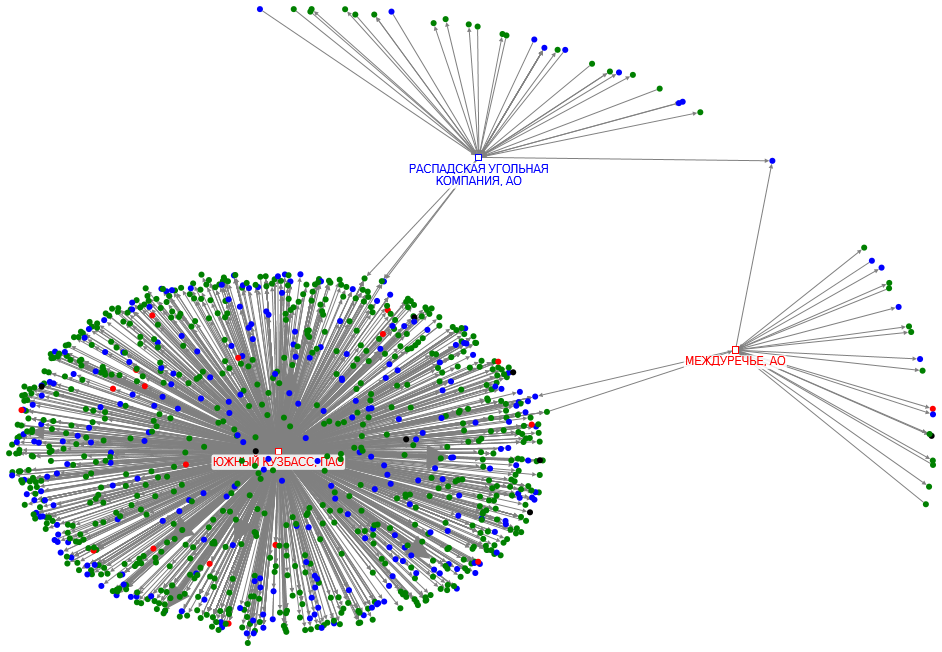 РАСПАДСКАЯ УГОЛЬНАЯ
КОМПАНИЯ, АО
МЕЖДУРЕЧЬЕ, АО
ЮЖНЫЙ КУЗБАСС, ПАО